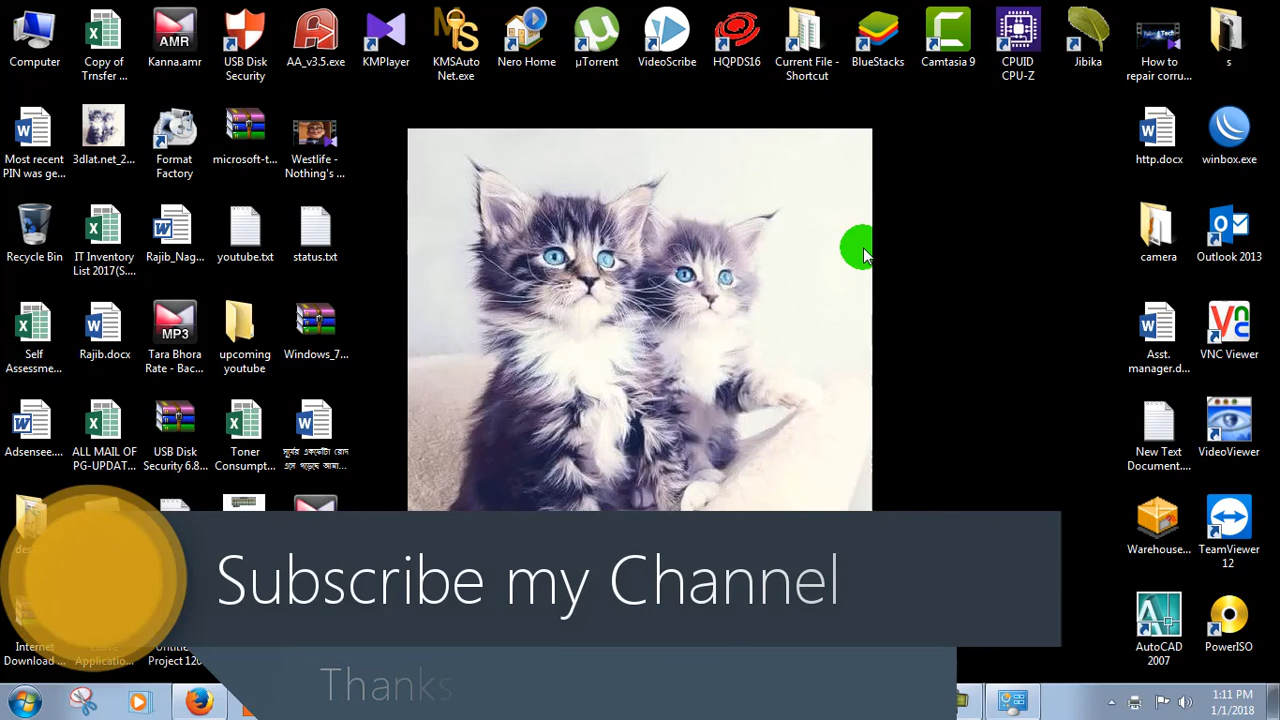 Computer
Copy of
Trnsfer ...
AMR
Kanna.amr
USB Disk
Security
AA_v3.5.exe
KMPlayer
KMSAuto
Net.exe
Nero Home
µTorrent
VideoScribe
HQPDS16
Current File -
Shortcut
BlueStacks
Camtasia 9
CPUID
CPU-Z
Jibika
How to
repair corru...
s
Most recent
PIN was ge...
3dlat.net_2...
Format
Factory
microsoft-t...
Westlife -
Nothing's ...
http.docx
winbox.exe
Recycle Bin
IT Inventory
List 2017(S...
Rajib_Nag...
youtube.txt
status.txt
camera
Outlook 2013
Self
Assessme...
Rajib.docx
MP3
Tara Bhora
Rate - Bac...
upcoming
youtube
Windows_7...
Asst.
manager.d...
VNC Viewer
Adsensee....
ALL MAIL OF
PG-UPDAT...
USB Disk
Security 6.8...
Toner
Consumpt...
New Text
Document....
VideoViewer
Warehouse...
TeamViewer
12
Subscribe my Channel
Internet
Download ...
Applicatio...
Project 120
AutoCAD
2007
PowerISO
Thanks
1:11 PM
1/1/2018